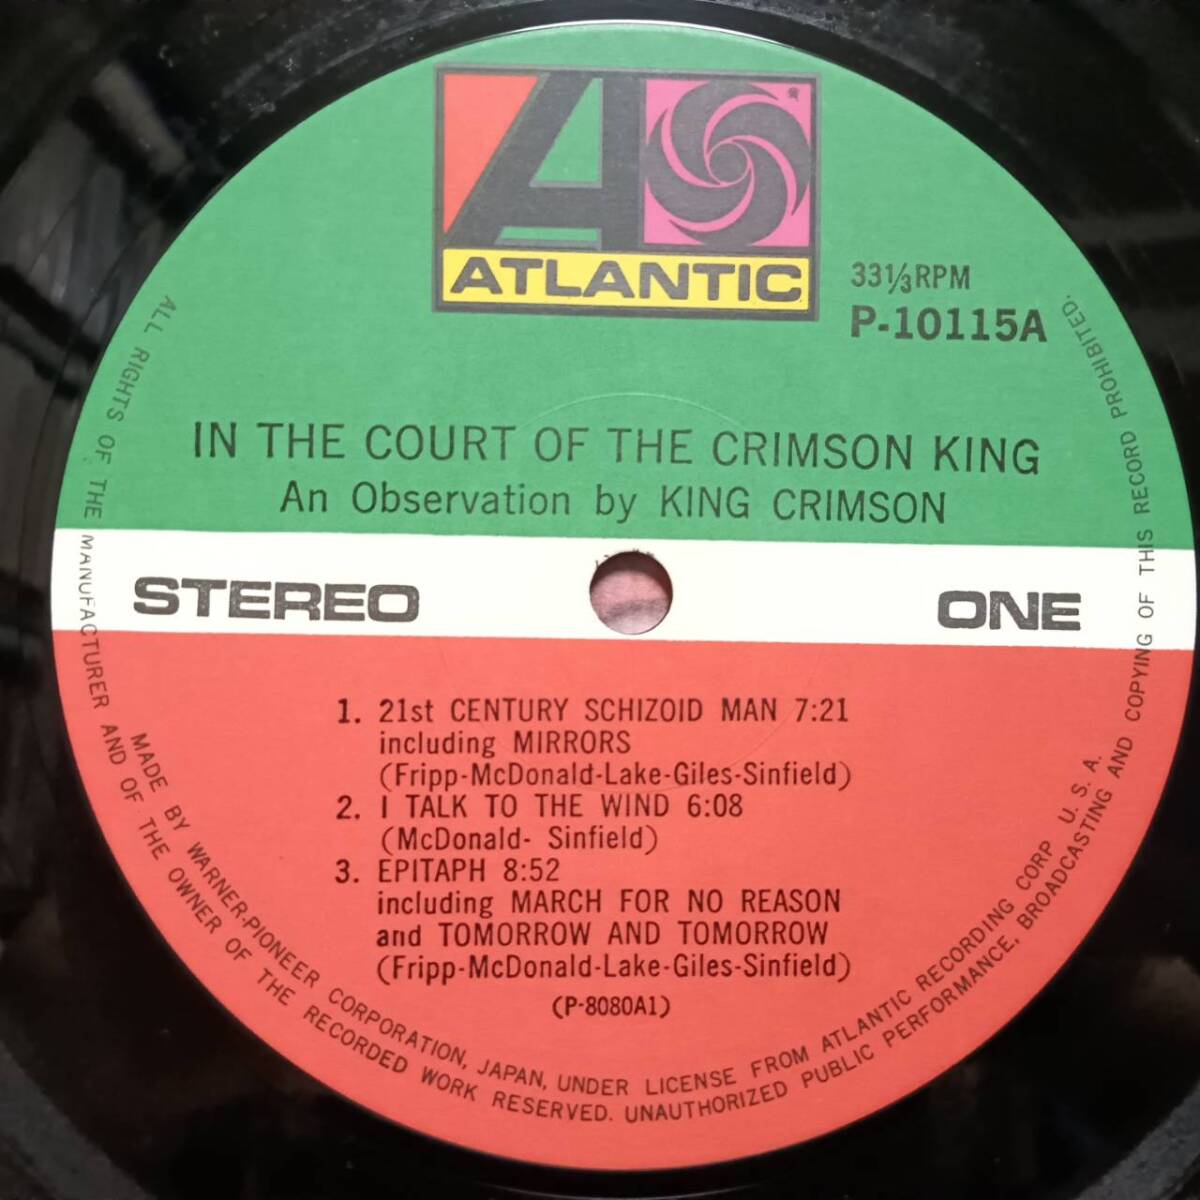 ATLANTIC
®
33⅓RPM
P-10115A
IN THE COURT OF THE CRIMSON KING
An Observation by KING CRIMSON
STEREO
ONE
1. 21st CENTURY SCHIZOID MAN 7:21
including MIRRORS
(Fripp-McDonald-Lake-Giles-Sinfield)
2. I TALK TO THE WIND 6:08
(McDonald- Sinfield)
3. EPITAPH 8:52
including MARCH FOR NO REASON
and TOMORROW AND TOMORROW
(Fripp-McDonald-Lake-Giles-Sinfield)
(P-8080A1)
MADE BY WARNER-PIONEER CORPORATION, JAPAN, UNDER LICENSE FROM ATLANTIC RECORDING CORP U. S. A.
ALL RIGHTS OF THE MANUFACTURER AND OF THE OWNER OF THE RECORDED WORK RESERVED. UNAUTHORIZED PUBLIC PERFORMANCE, BROADCASTING AND COPYING OF THIS RECORD PROHIBITED.